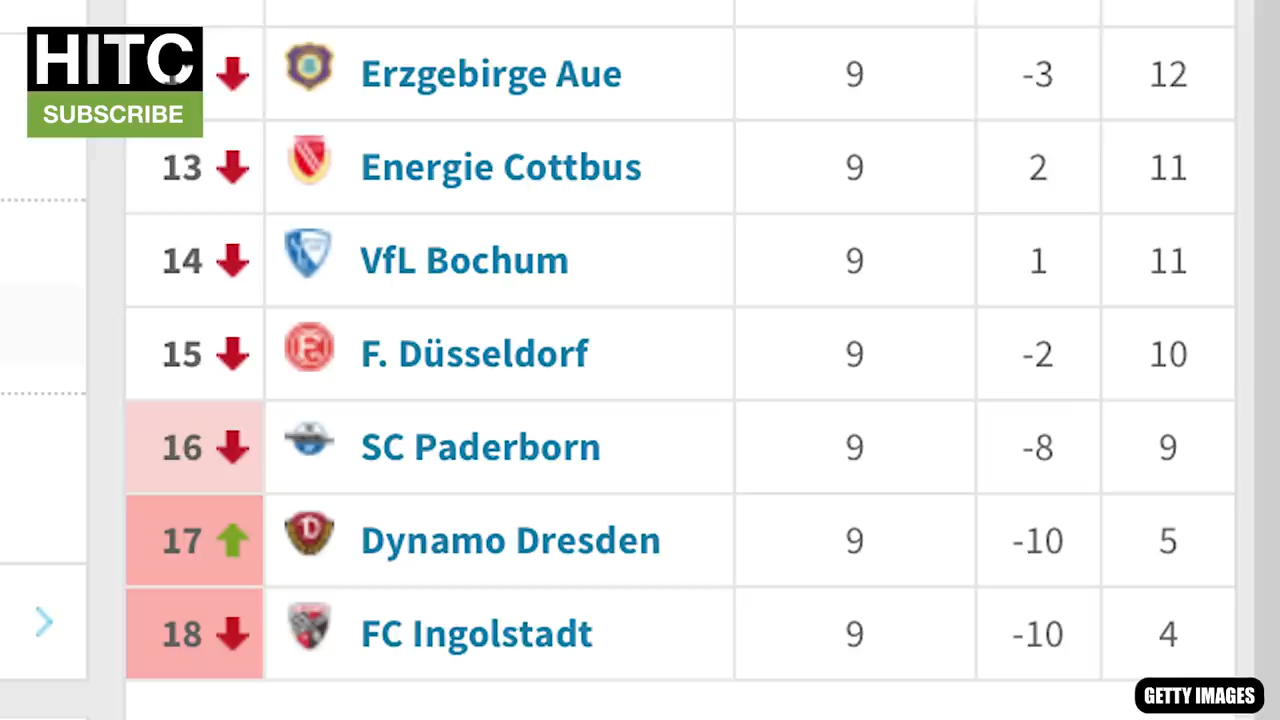 HITC
SUBSCRIBE
Erzgebirge Aue 9 -3 12
13 Energie Cottbus 9 2 11
14 VfL Bochum 9 1 11
15 F. Düsseldorf 9 -2 10
16 SC Paderborn 9 -8 9
17 Dynamo Dresden 9 -10 5
18 FC Ingolstadt 9 -10 4
GETTY IMAGES